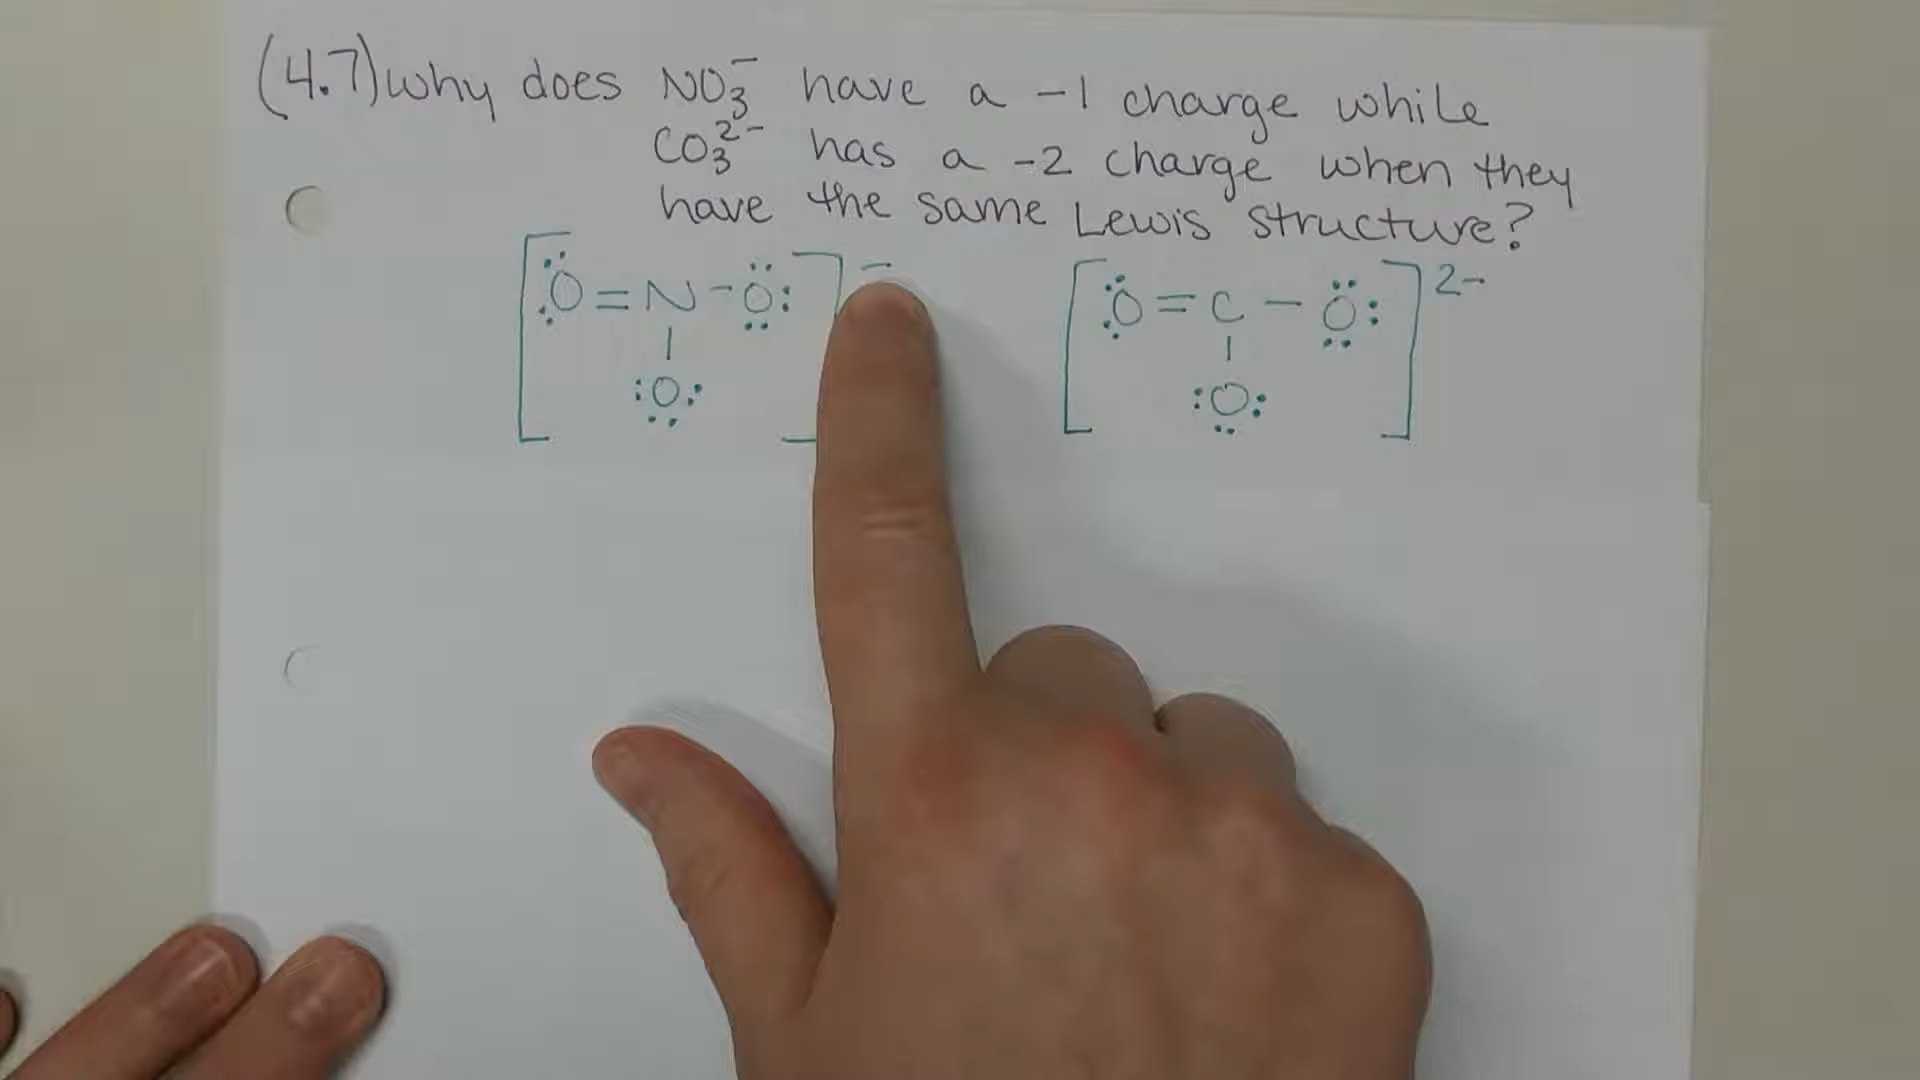 (4.7) why does NO₃⁻ have a -1 charge while
CO₃²⁻ has a -2 charge when they
have the same Lewis structure?
[O=N-O:]⁻ [O=C-O:]²⁻
| |
:O: :O: